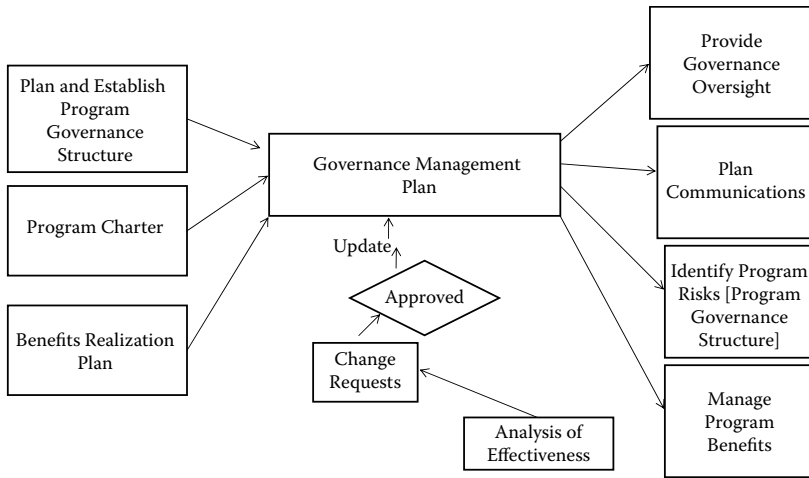 Plan and Establish
Program
Governance
Structure
Program Charter
Benefits Realization
Plan
Governance Management
Plan
Update
Approved
Change
Requests
Analysis of
Effectiveness
Provide
Governance
Oversight
Plan
Communications
Identify Program
Risks [Program
Governance
Structure]
Manage
Program
Benefits